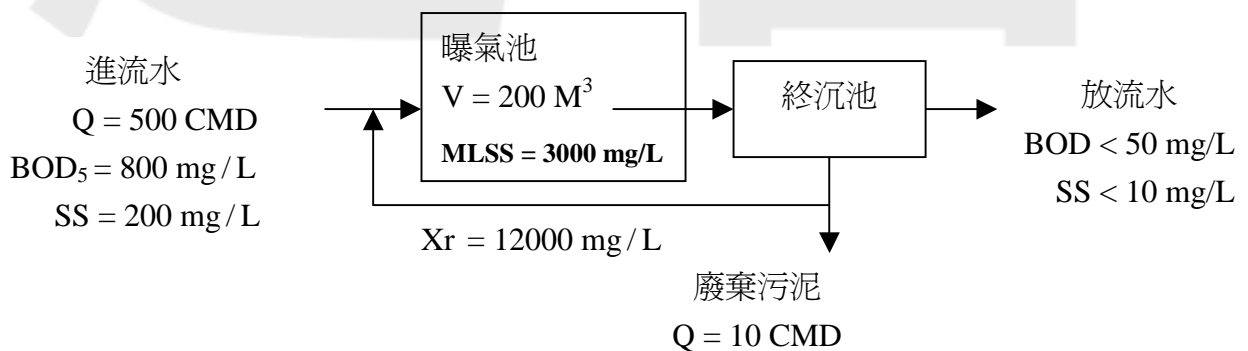 進流水
Q = 500 CMD
BOD₅ = 800 mg / L
SS = 200 mg / L
曝氣池
V = 200 M³
MLSS = 3000 mg/L
終沉池
放流水
BOD < 50 mg/L
SS < 10 mg/L
Xr = 12000 mg / L
廢棄污泥
Q = 10 CMD